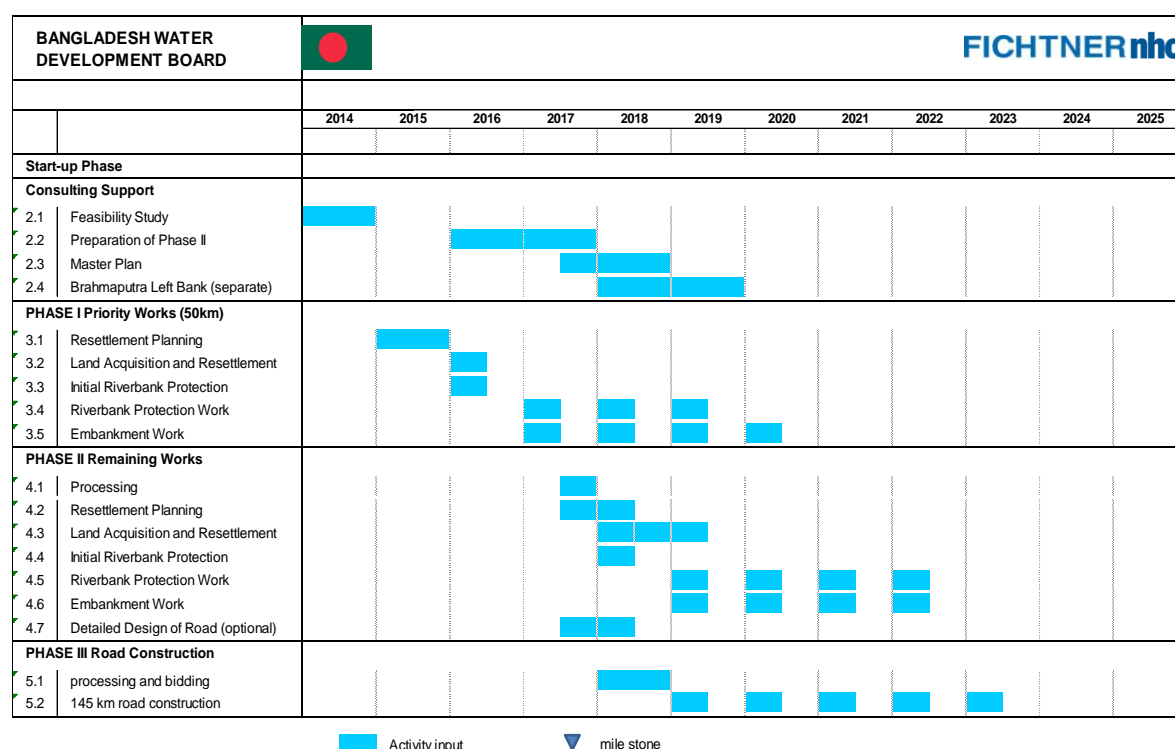 BANGLADESH WATER
DEVELOPMENT BOARD
FICHTNER nhc
2014 2015 2016 2017 2018 2019 2020 2021 2022 2023 2024 2025
Start-up Phase
Consulting Support
2.1 Feasibility Study
2.2 Preparation of Phase II
2.3 Master Plan
2.4 Brahmaputra Left Bank (separate)
PHASE I Priority Works (50km)
3.1 Resettlement Planning
3.2 Land Acquisition and Resettlement
3.3 Initial Riverbank Protection
3.4 Riverbank Protection Work
3.5 Embankment Work
PHASE II Remaining Works
4.1 Processing
4.2 Resettlement Planning
4.3 Land Acquisition and Resettlement
4.4 Initial Riverbank Protection
4.5 Riverbank Protection Work
4.6 Embankment Work
4.7 Detailed Design of Road (optional)
PHASE III Road Construction
5.1 processing and bidding
5.2 145 km road construction
Activity input mile stone